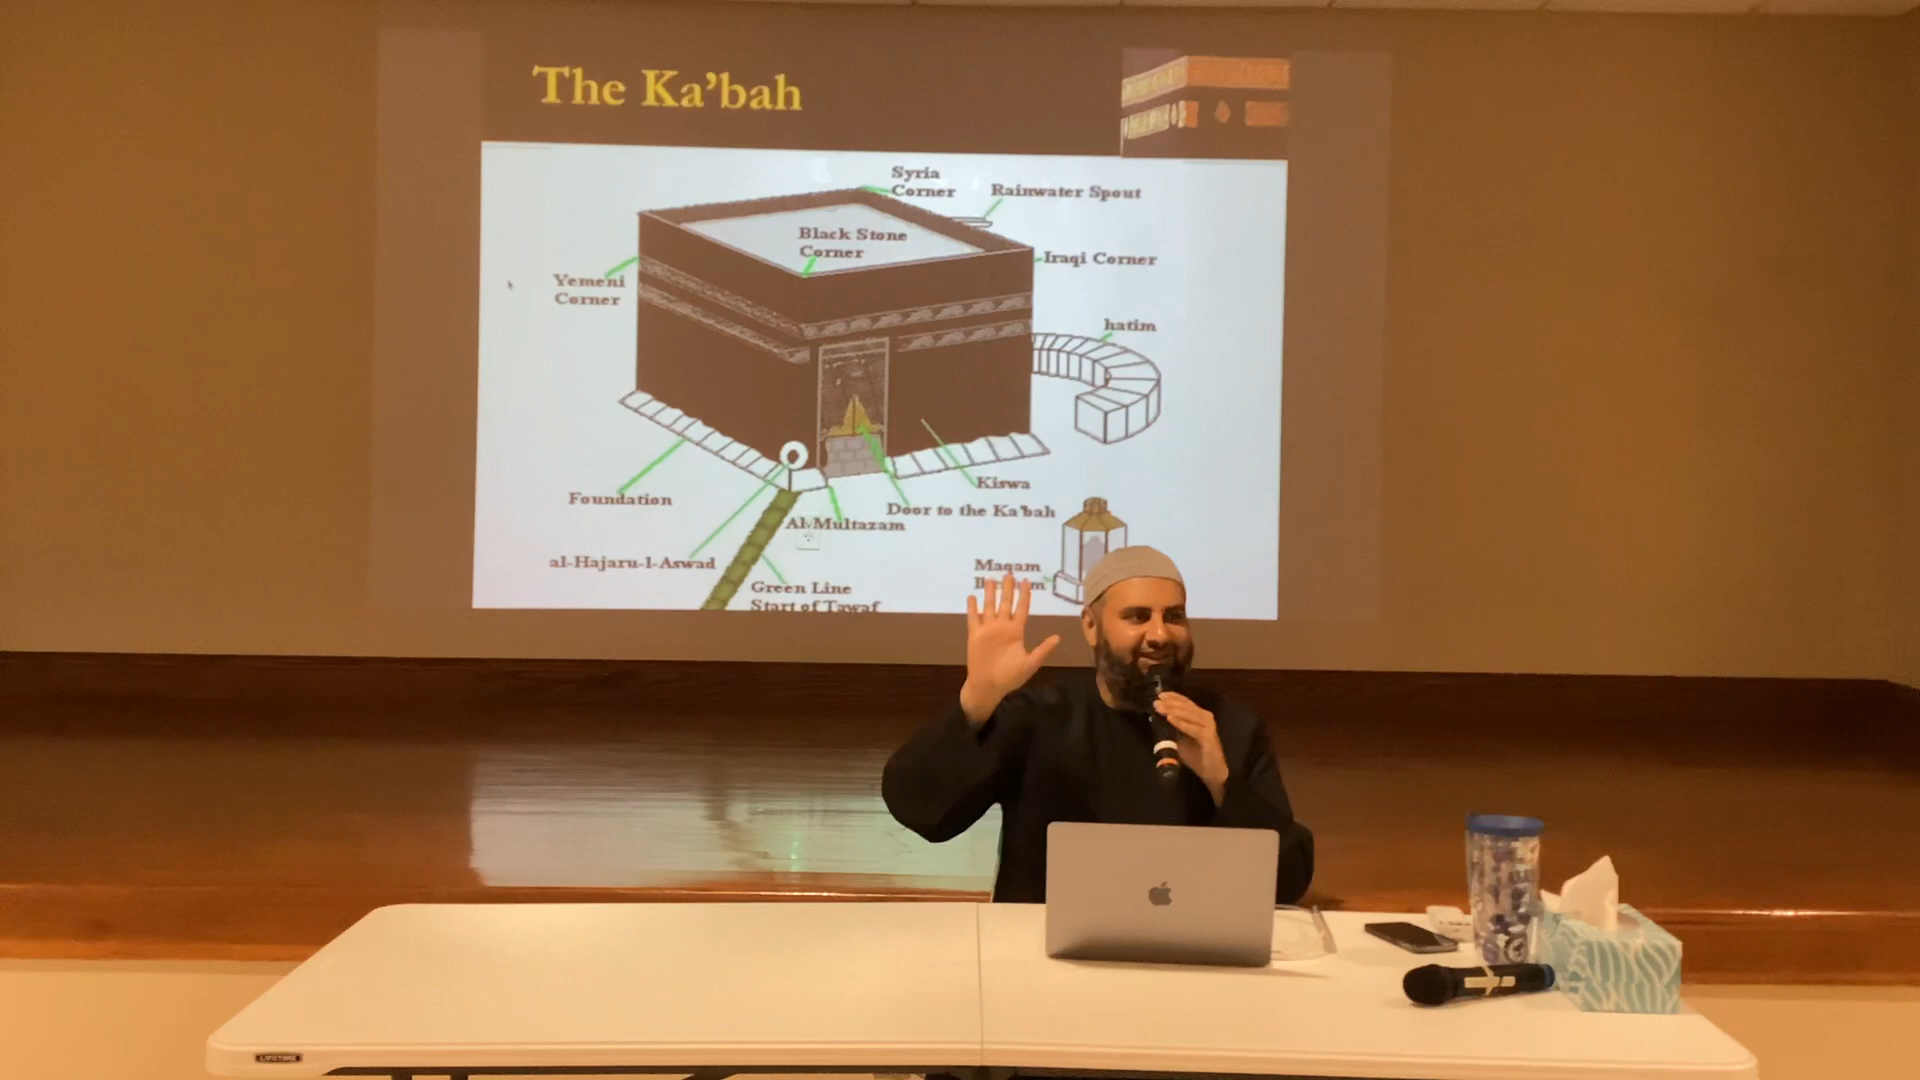 The Ka'bah
Syria
Corner
Rainwater Spout
Black Stone
Corner
Iraqi Corner
Yemeni
Corner
hatim
Kiswa
Foundation
Door to the Ka'bah
Al-Multazam
al-Hajaru-l-Aswad
Maqam
Green Line
Start of Tawaf
LIFETIME